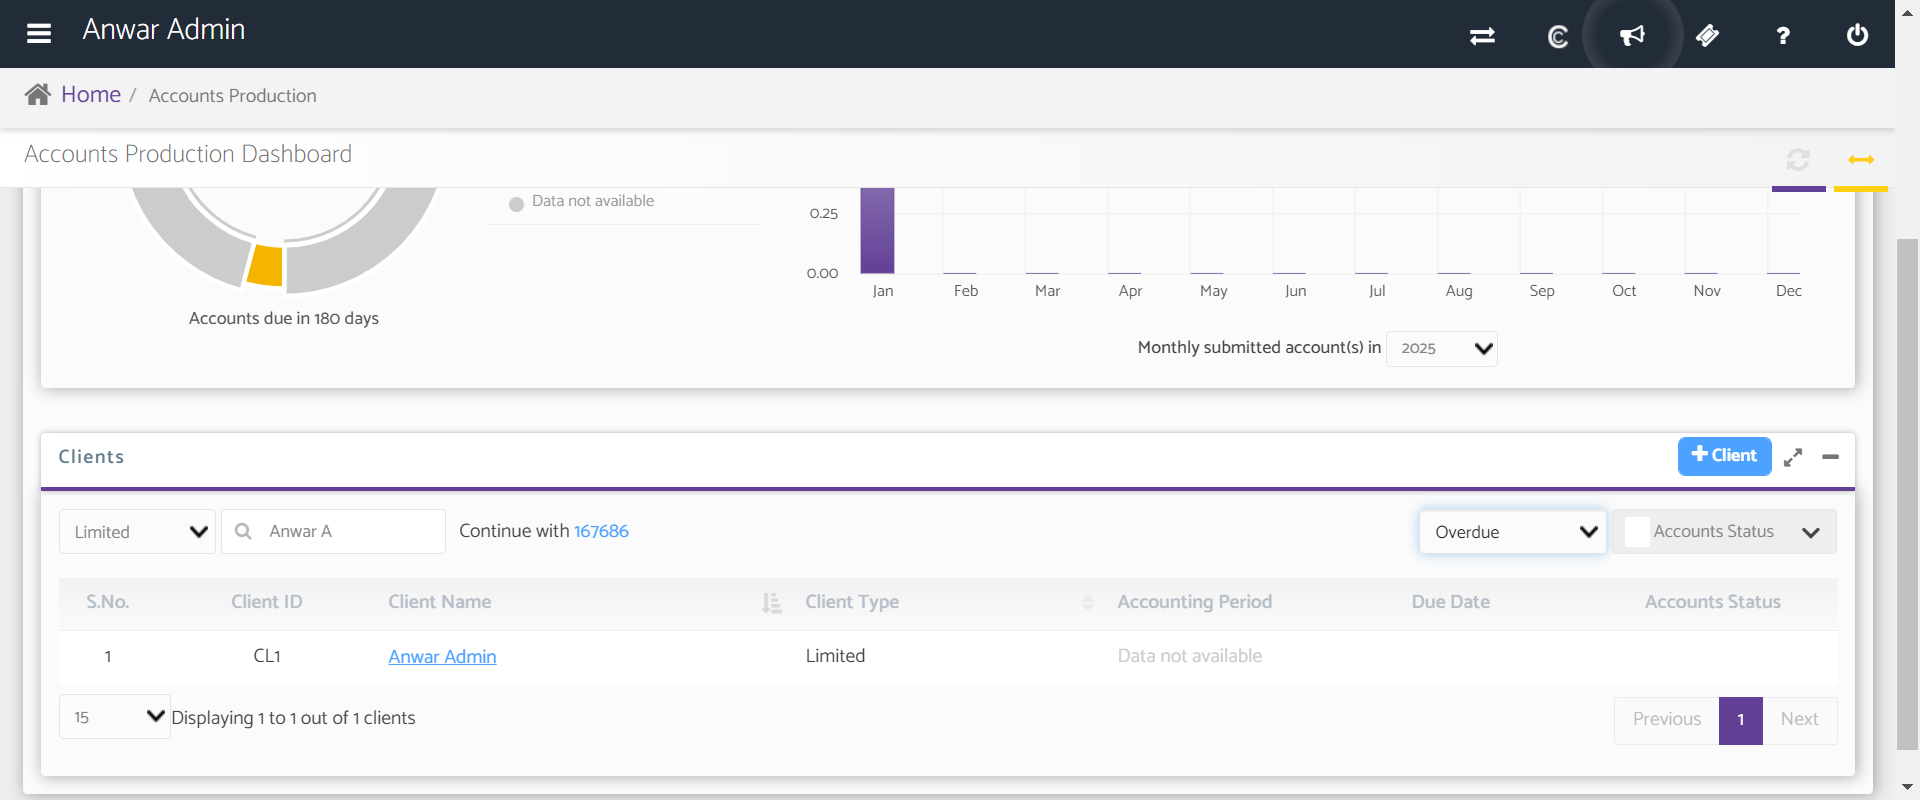 Anwar Admin
?
Home / Accounts Production
Accounts Production Dashboard
Data not available
Accounts due in 180 days
0.25
0.00
Jan Feb Mar Apr May Jun Jul Aug Sep Oct Nov Dec
Monthly submitted account(s) in 2025
Clients
+ Client
Limited Anwar A Continue with 167686 Overdue Accounts Status
S.No. Client ID Client Name Client Type Accounting Period Due Date Accounts Status
1 CL1 Anwar Admin Limited Data not available
15 Displaying 1 to 1 out of 1 clients Previous 1 Next